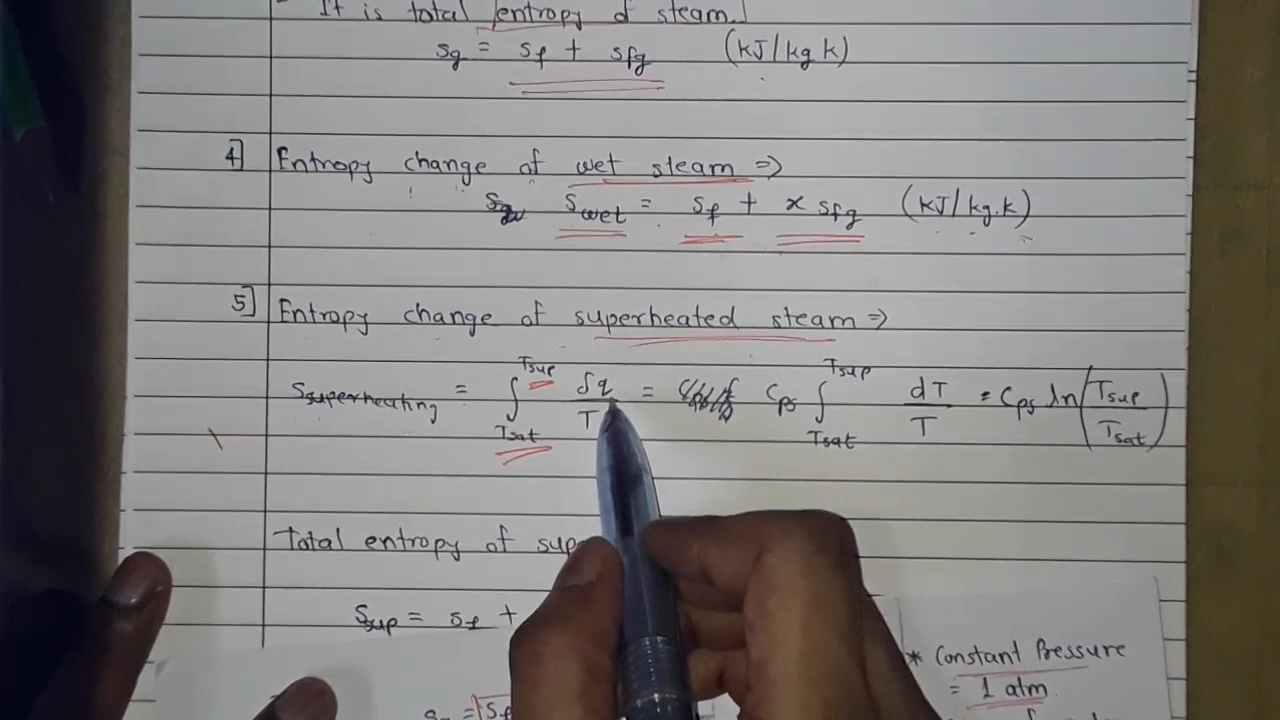 It is total entropy of steam.
sg = sf + sfg (kJ/kg k)
4] Entropy change of wet steam ⇒
swet = sf + x sfg (kJ/kg.k)
5] Entropy change of superheated steam ⇒
Ssuperheating = ∫Tsat^Tsup δq/T = Cps ∫Tsat^Tsup dT/T = Cps ln(Tsup/Tsat)
Total entropy of sup
Ssup = sf +
* Constant Pressure
= 1 atm